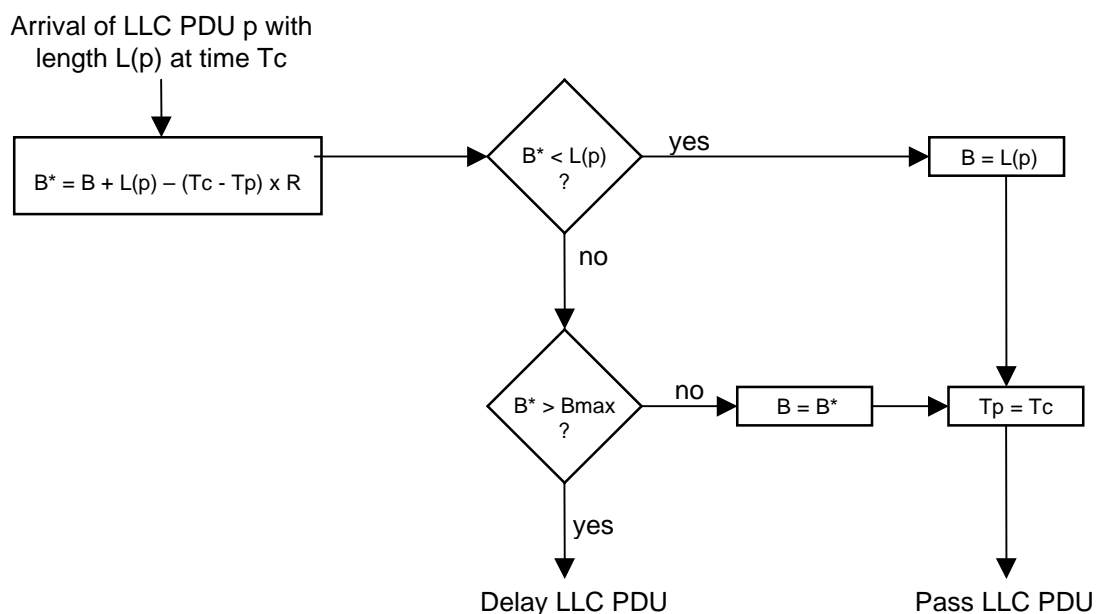 Arrival of LLC PDU p with
length L(p) at time Tc
B* = B + L(p) – (Tc - Tp) x R
B* < L(p)
?
yes
B = L(p)
no
B* > Bmax
?
no
B = B*
Tp = Tc
yes
Delay LLC PDU
Pass LLC PDU